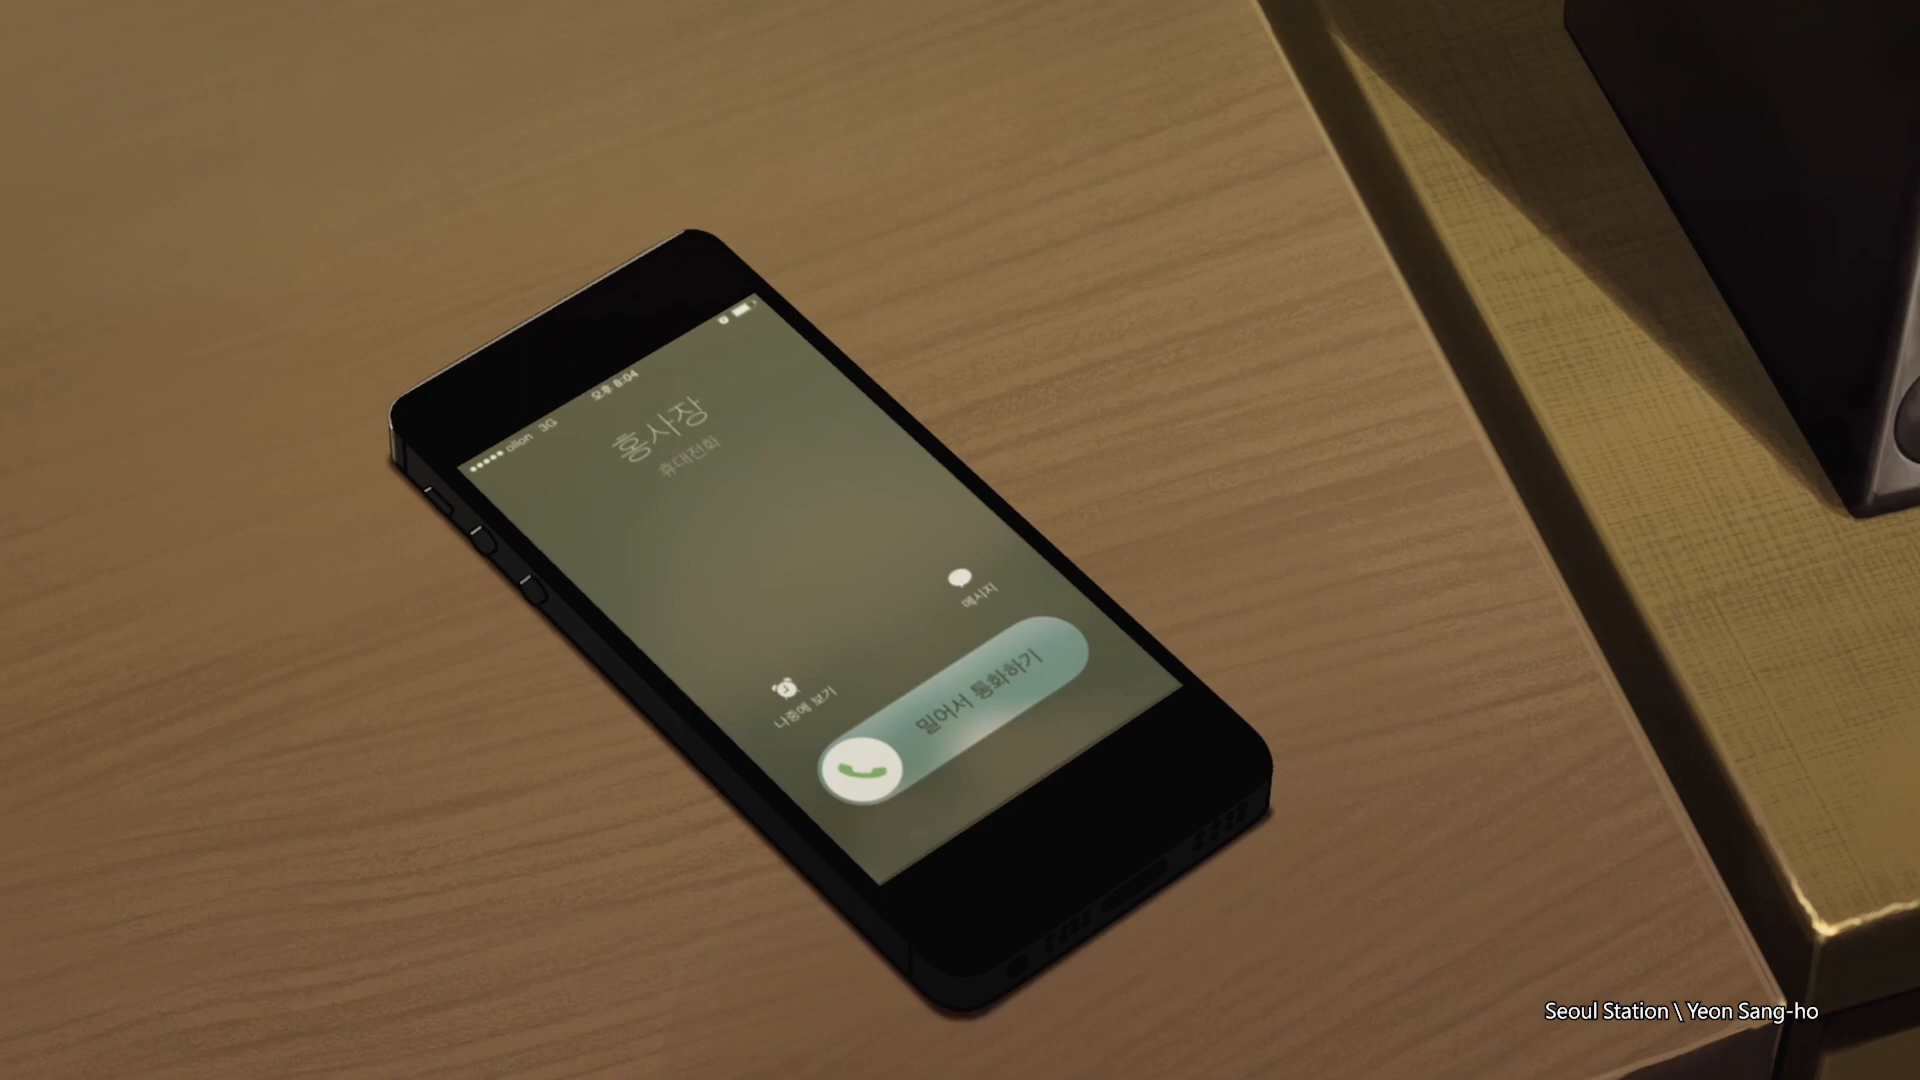 ●●●●● ollon 3G 오후 8:04
홍사장
휴대전화
나중에 보기
메시지
밀어서 통화하기
Seoul Station \ Yeon Sang-ho